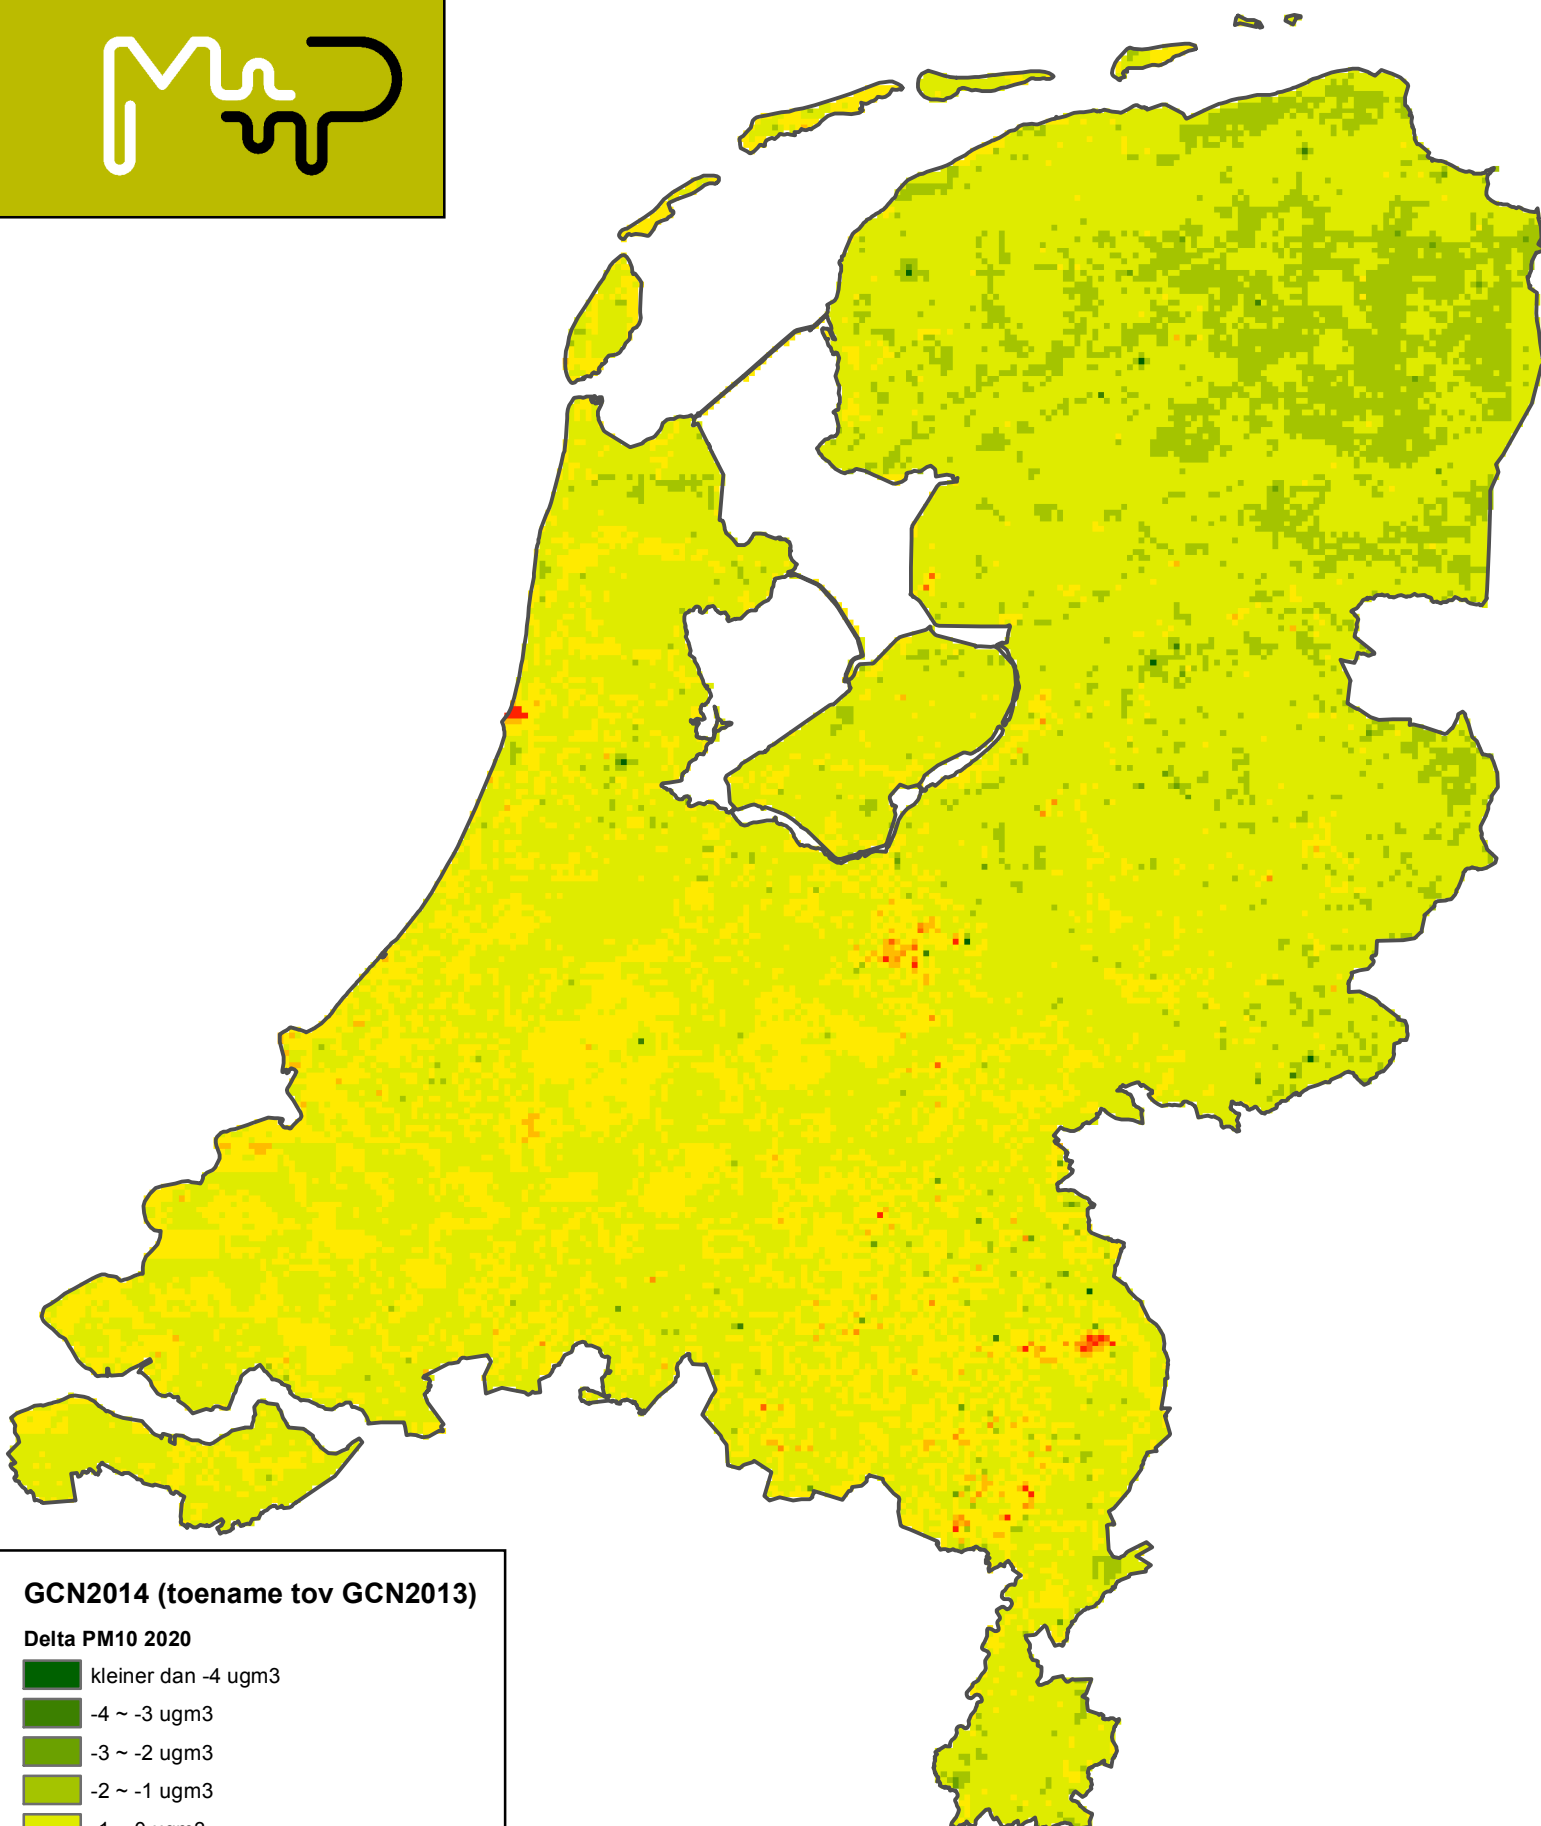 MnP
GCN2014 (toename tov GCN2013)
Delta PM10 2020
kleiner dan -4 ugm3
-4 ~ -3 ugm3
-3 ~ -2 ugm3
-2 ~ -1 ugm3